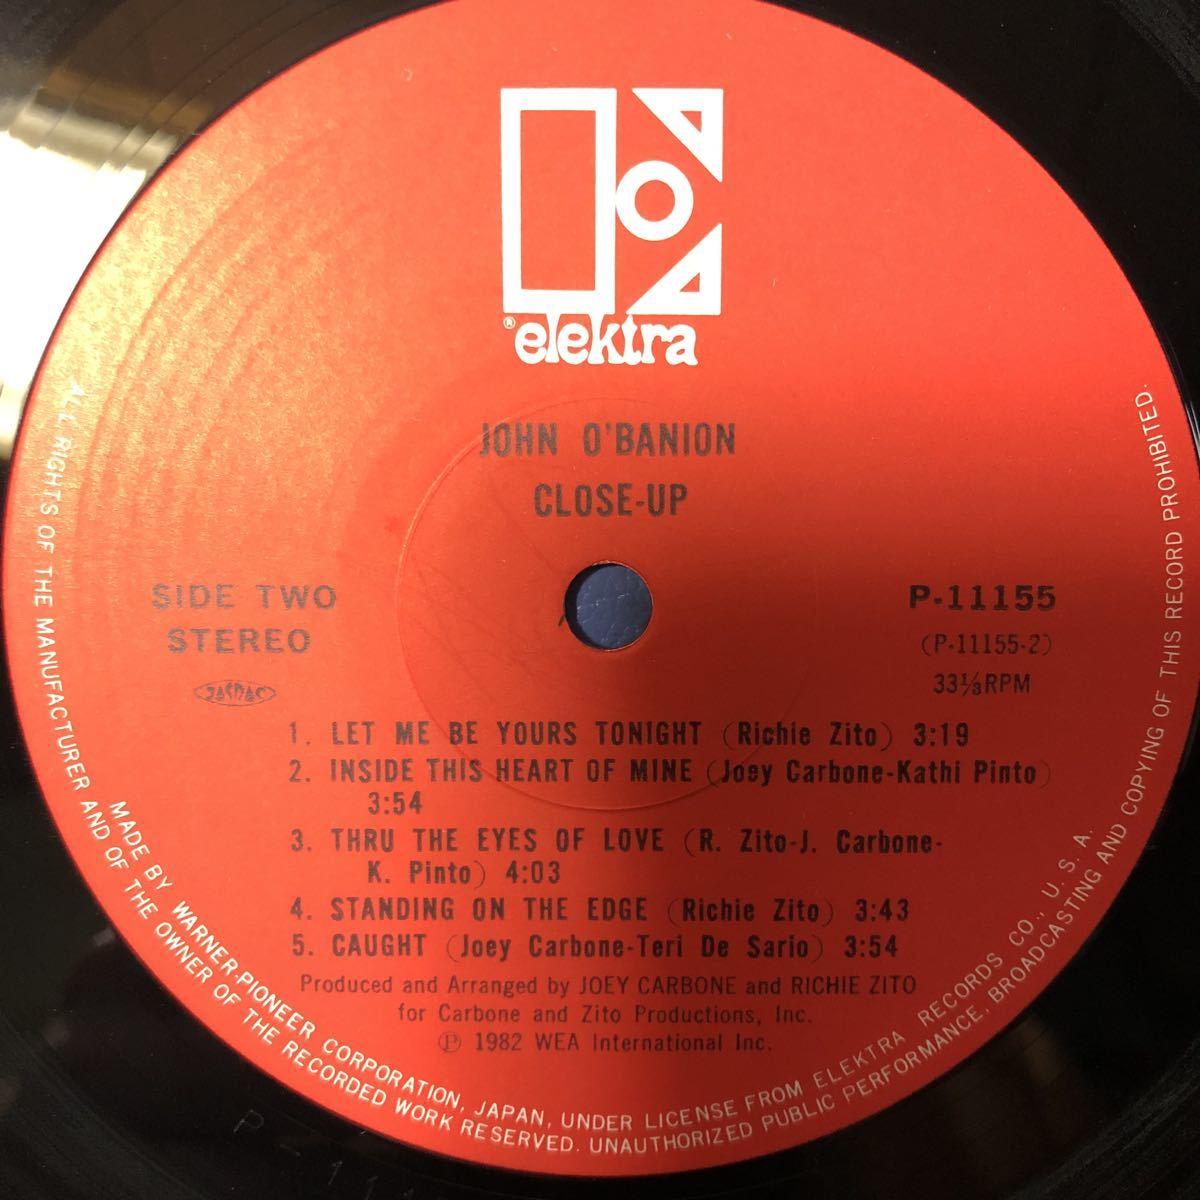 ® elektra
JOHN O'BANION
CLOSE-UP
SIDE TWO
STEREO
P-11155
(P-11155-2)
33⅓RPM
1. LET ME BE YOURS TONIGHT (Richie Zito) 3:19
2. INSIDE THIS HEART OF MINE (Joey Carbone-Kathi Pinto)
3:54
3. THRU THE EYES OF LOVE (R. Zito-J. Carbone-
K. Pinto) 4:03
4. STANDING ON THE EDGE (Richie Zito) 3:43
5. CAUGHT (Joey Carbone-Teri De Sario) 3:54
Produced and Arranged by JOEY CARBONE and RICHIE ZITO
for Carbone and Zito Productions, Inc.
Ⓟ 1982 WEA International Inc.
MADE BY WARNER-PIONEER CORPORATION, JAPAN, UNDER LICENSE FROM ELEKTRA RECORDS CO., U. S. A.
ALL RIGHTS OF THE MANUFACTURER AND OF THE OWNER OF THE RECORDED WORK RESERVED. UNAUTHORIZED PUBLIC PERFORMANCE, BROADCASTING AND COPYING OF THIS RECORD PROHIBITED.